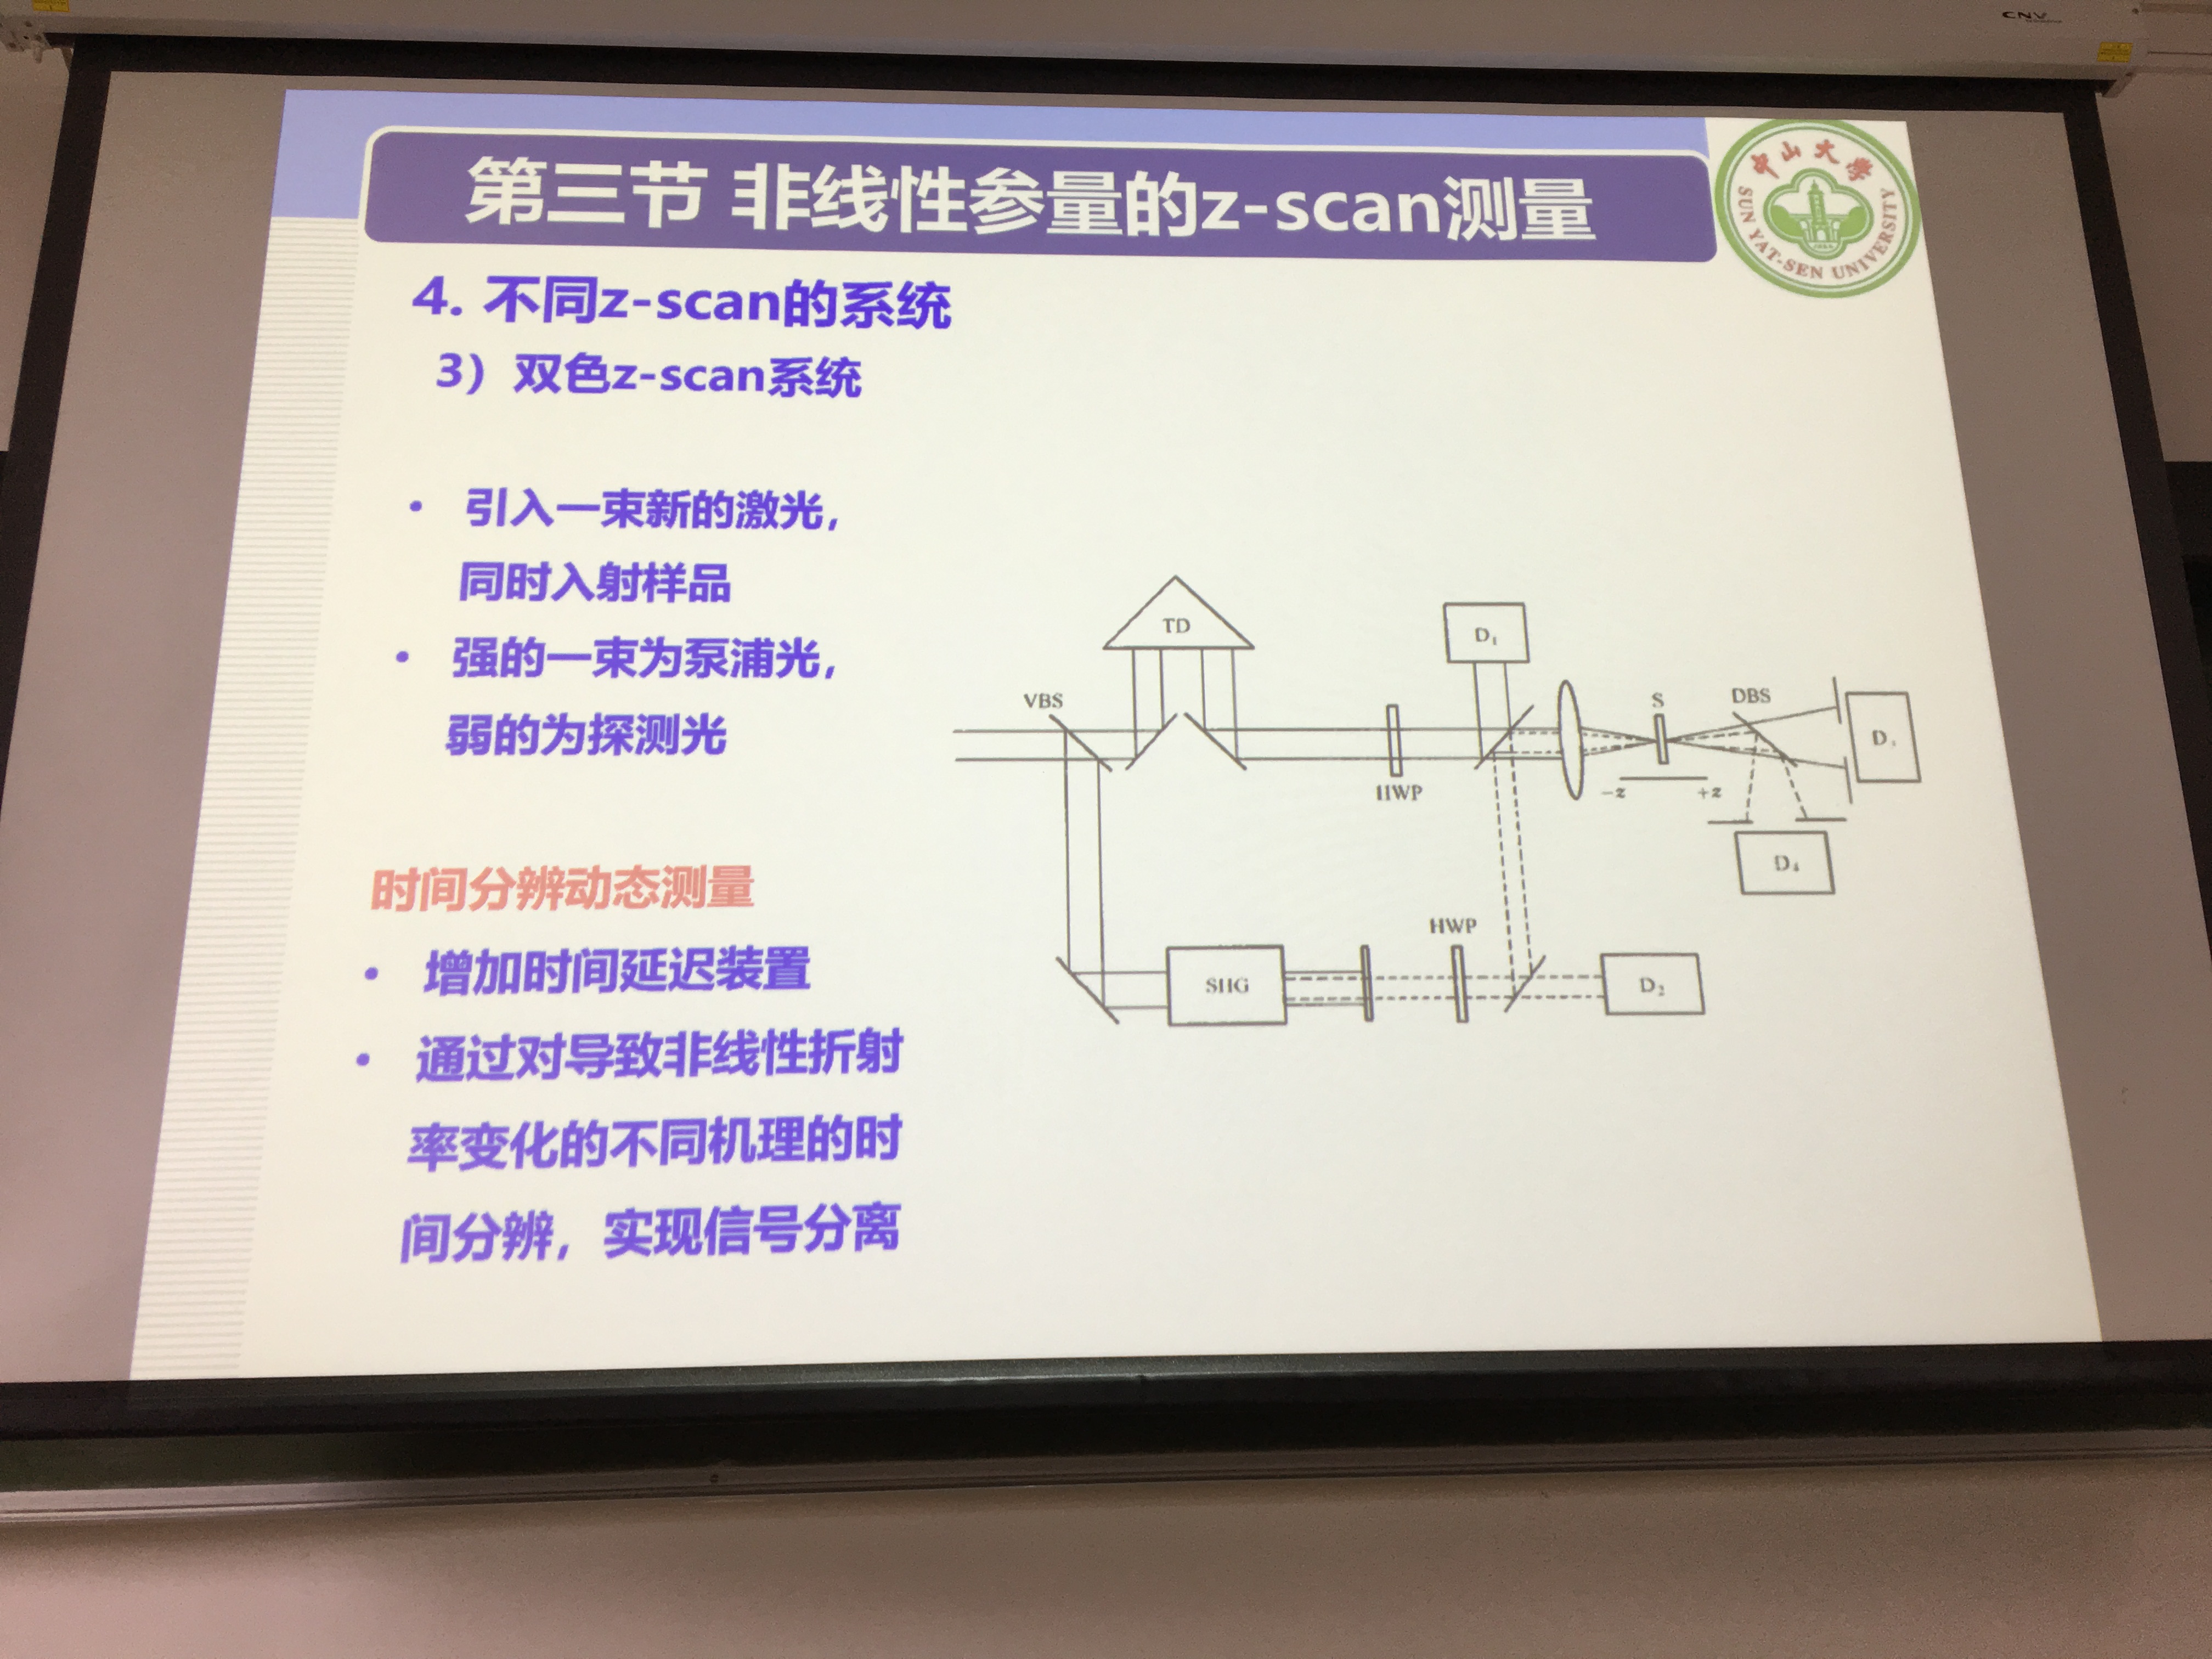 CNV
第三节 非线性参量的z-scan测量
中山大学
SUN YAT-SEN UNIVERSITY
4. 不同z-scan的系统
3）双色z-scan系统
• 引入一束新的激光，
同时入射样品
• 强的一束为泵浦光，
弱的为探测光
时间分辨动态测量
• 增加时间延迟装置
• 通过对导致非线性折射
率变化的不同机理的时
间分辨，实现信号分离
TD
D₁
VBS
S
DBS
D₃
HWP
-z
+z
D₄
HWP
SHG
D₂